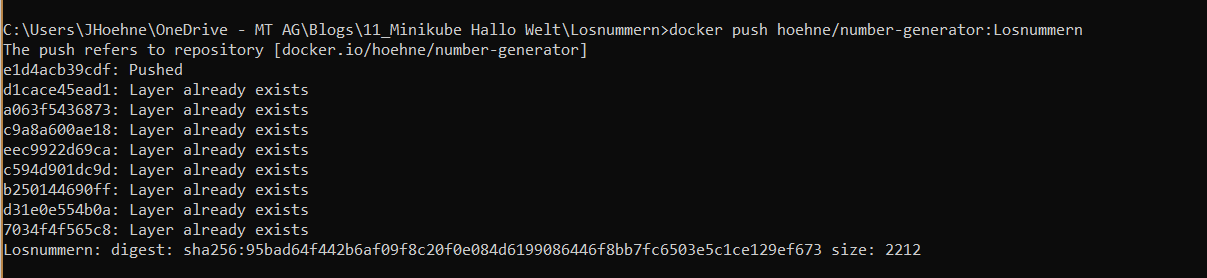 C:\Users\JHoehne\OneDrive - MT AG\Blogs\11_Minikube Hallo Welt\Losnummern>docker push hoehne/number-generator:Losnummern
The push refers to repository [docker.io/hoehne/number-generator]
e1d4acb39cdf: Pushed
d1cace45ead1: Layer already exists
a063f5436873: Layer already exists
c9a8a600ae18: Layer already exists
eec9922d69ca: Layer already exists
c594d901dc9d: Layer already exists
b250144690ff: Layer already exists
d31e0e554b0a: Layer already exists
7034f4f565c8: Layer already exists
Losnummern: digest: sha256:95bad64f442b6af09f8c20f0e084d6199086446f8bb7fc6503e5c1ce129ef673 size: 2212